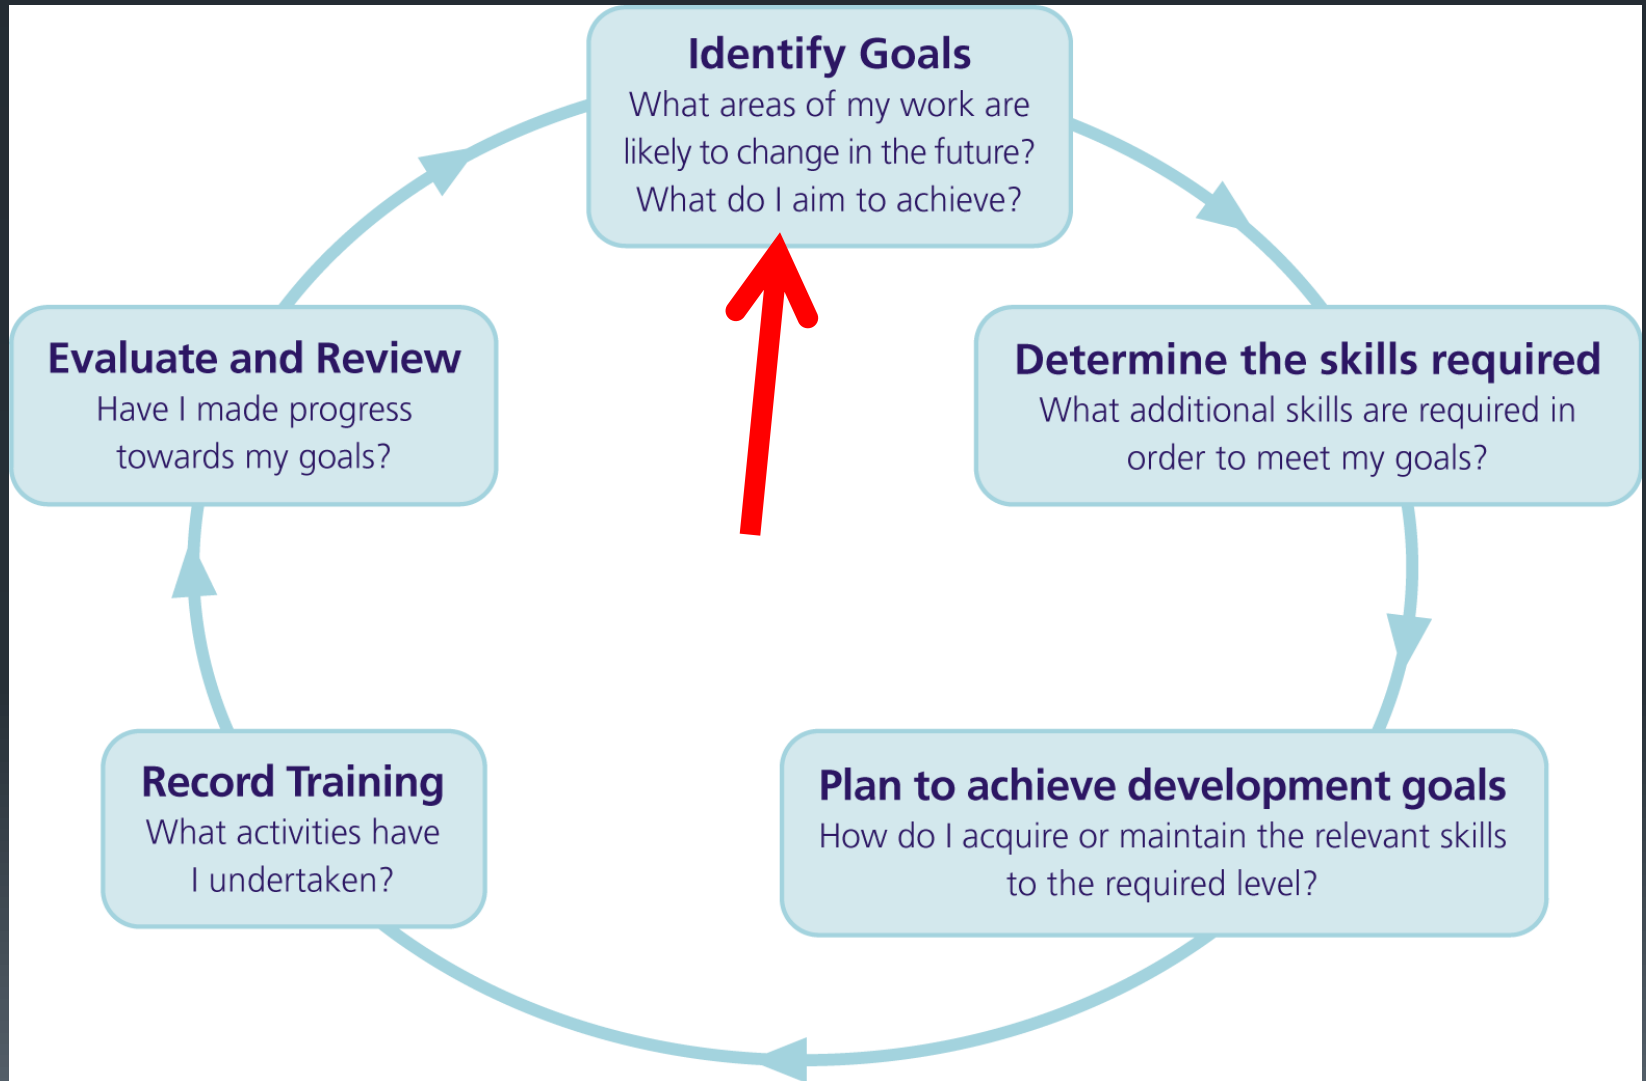 Identify Goals
What areas of my work are
likely to change in the future?
What do I aim to achieve?
Determine the skills required
What additional skills are required in
order to meet my goals?
Plan to achieve development goals
How do I acquire or maintain the relevant skills
to the required level?
Record Training
What activities have
I undertaken?
Evaluate and Review
Have I made progress
towards my goals?